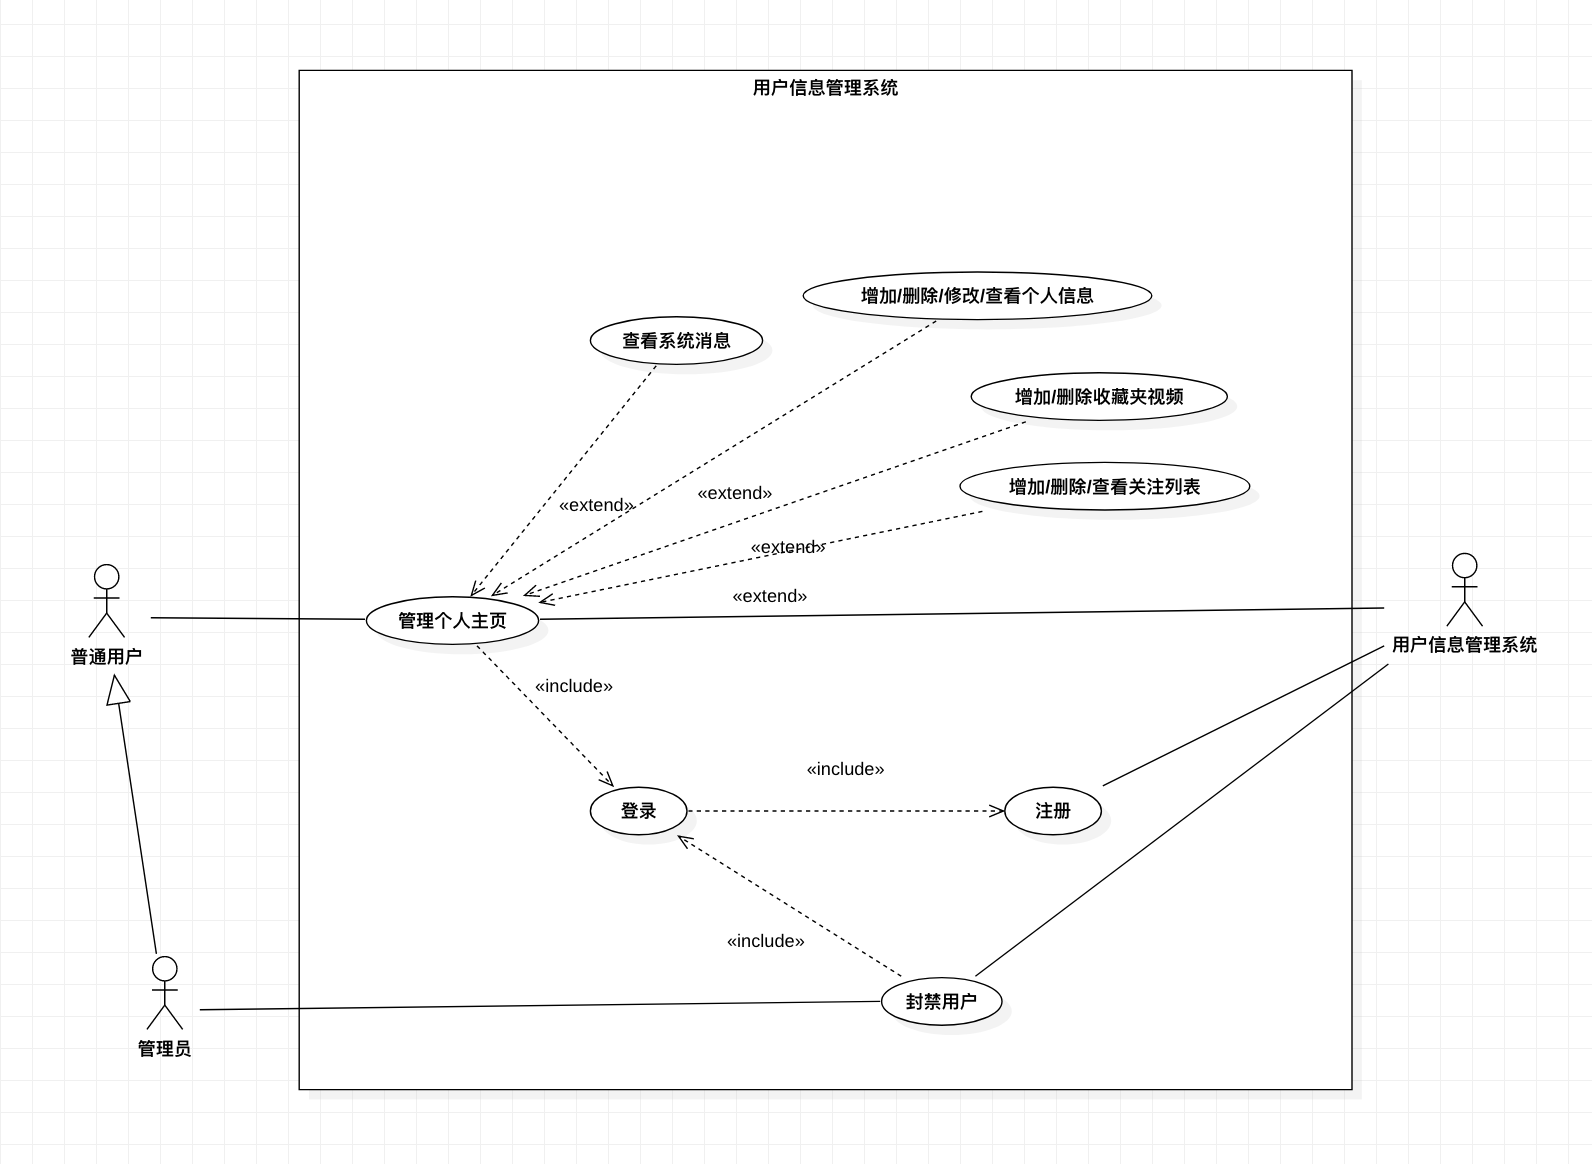 用户信息管理系统
增加/删除/修改/查看个人信息
查看系统消息
增加/删除收藏夹视频
增加/删除/查看关注列表
«extend»
«extend»
«extend»
«extend»
管理个人主页
普通用户
用户信息管理系统
«include»
«include»
登录
注册
«include»
封禁用户
管理员